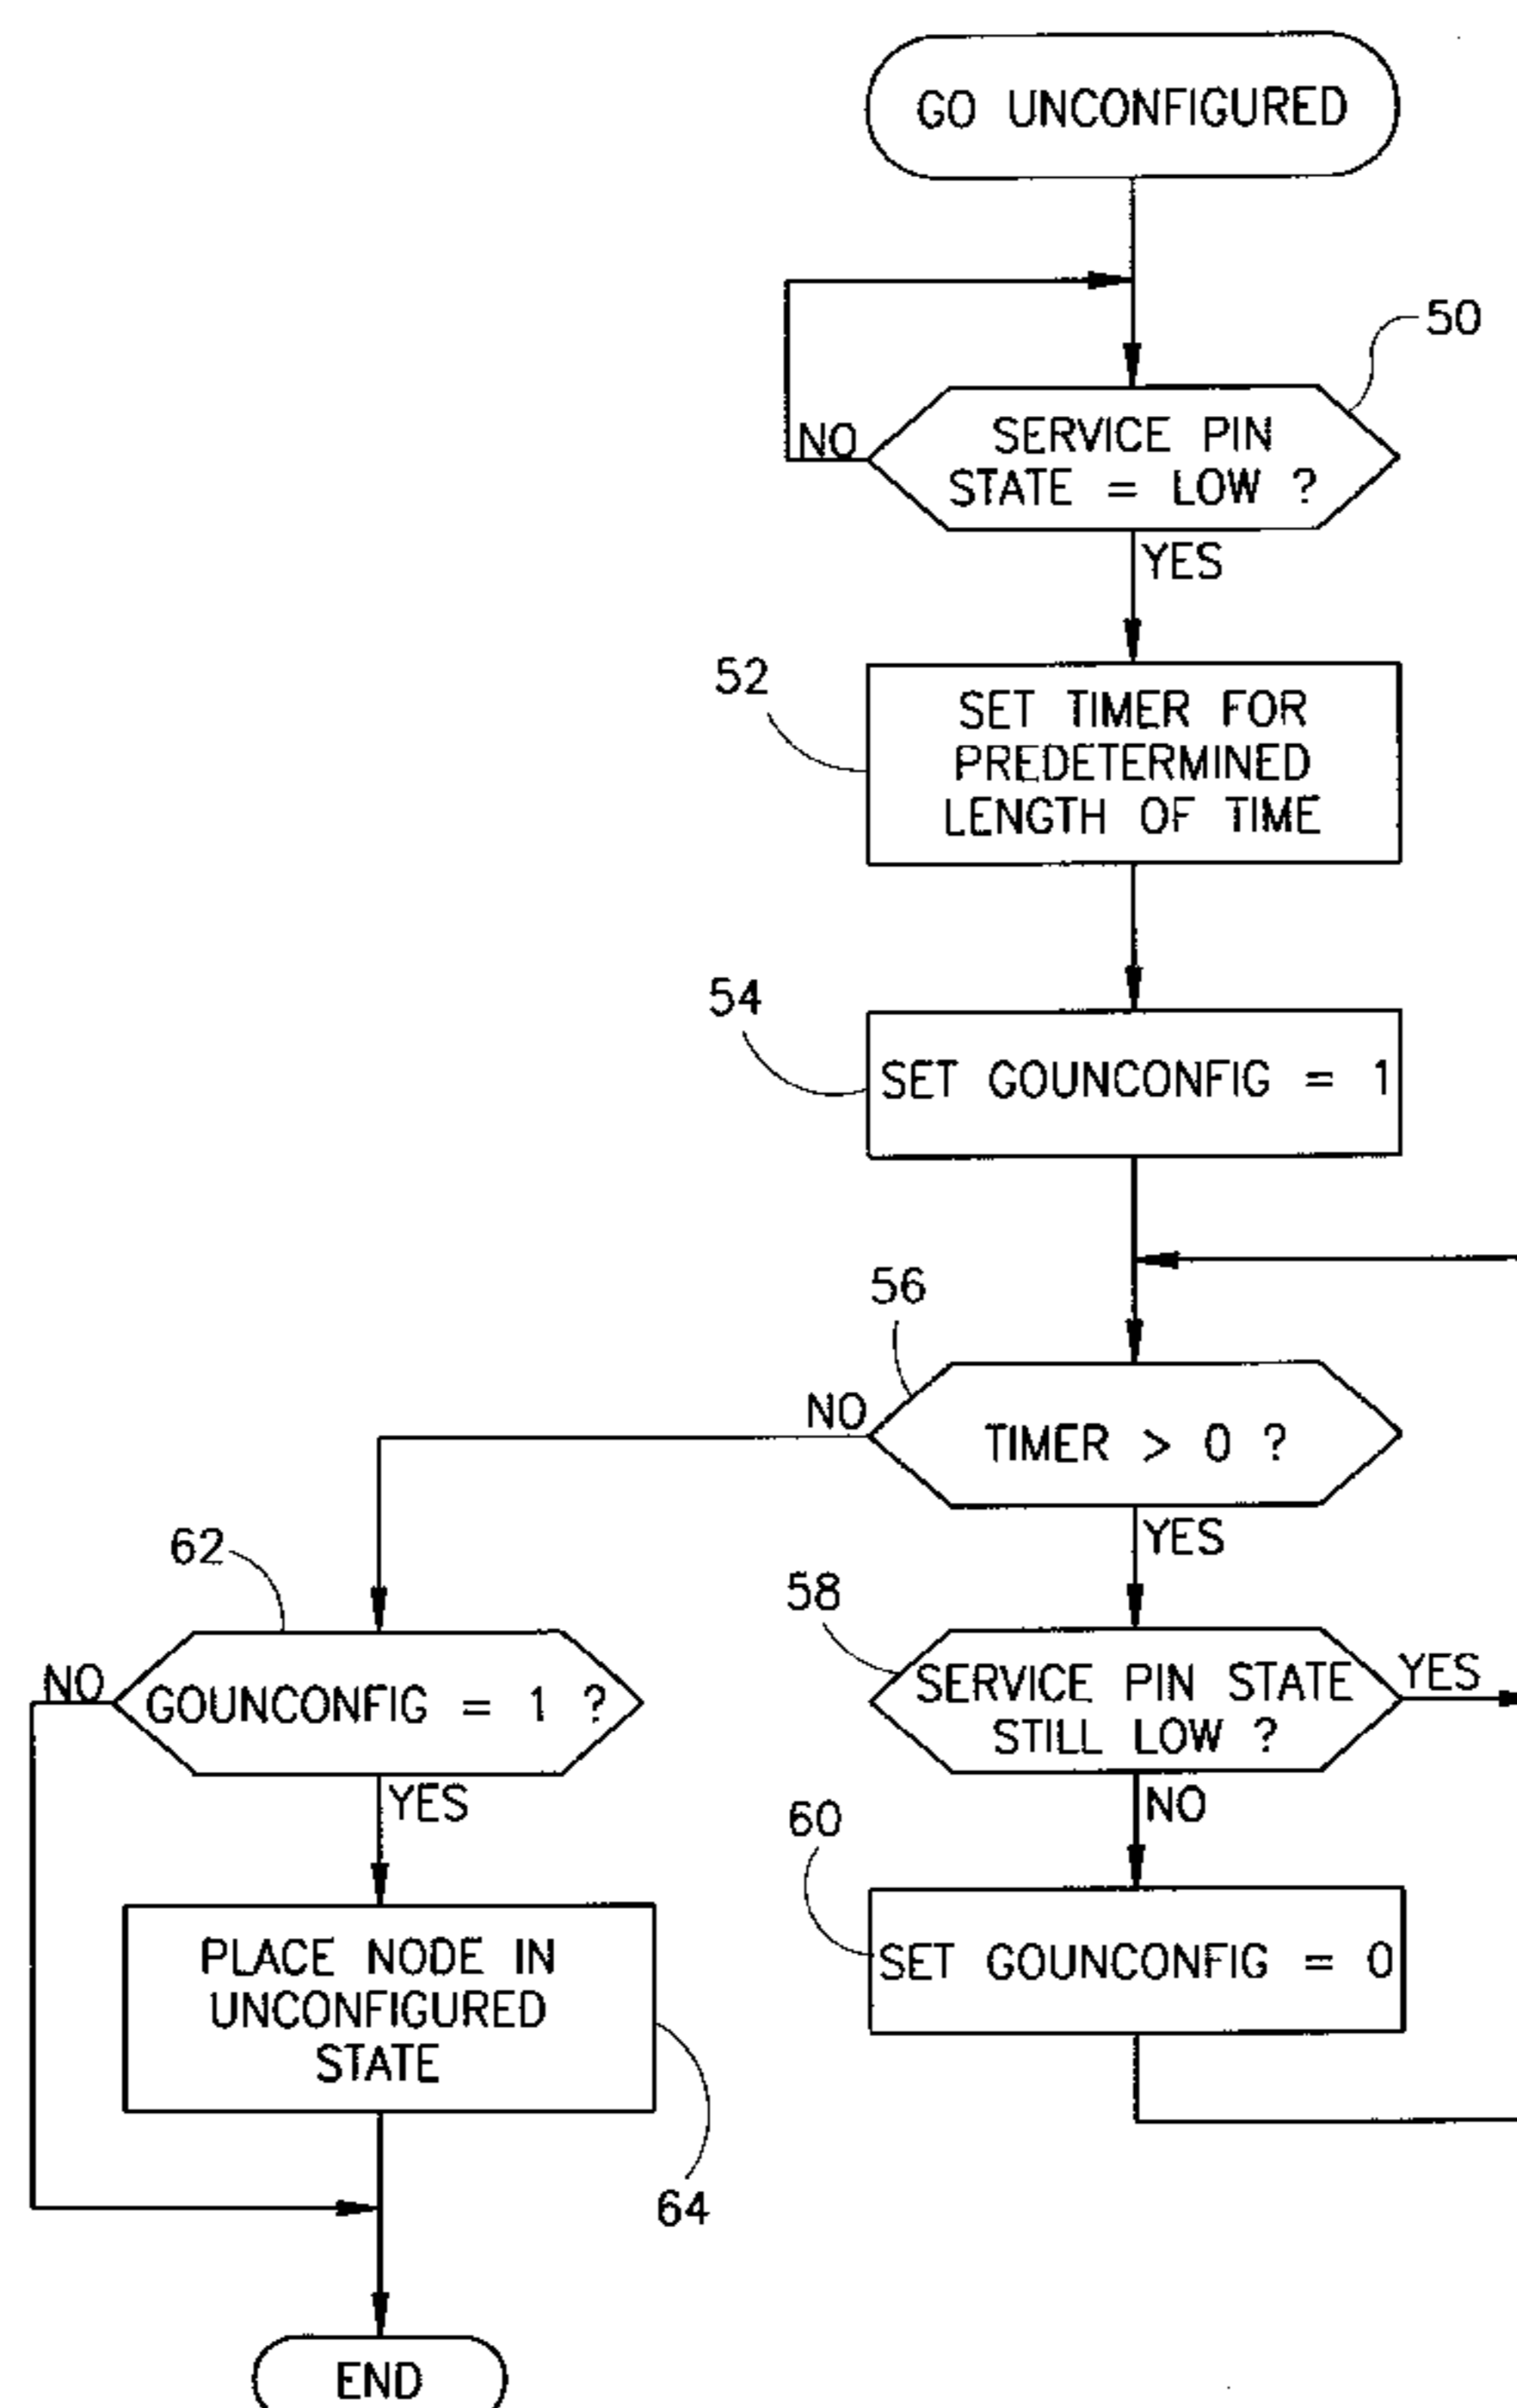 GO UNCONFIGURED
50
NO
SERVICE PIN
STATE = LOW ?
YES
52
SET TIMER FOR
PREDETERMINED
LENGTH OF TIME
54
SET GOUNCONFIG = 1
56
NO
TIMER > 0 ?
YES
62
58
NO
GOUNCONFIG = 1 ?
SERVICE PIN STATE
STILL LOW ?
YES
YES
NO
60
PLACE NODE IN
UNCONFIGURED
STATE
SET GOUNCONFIG = 0
64
END